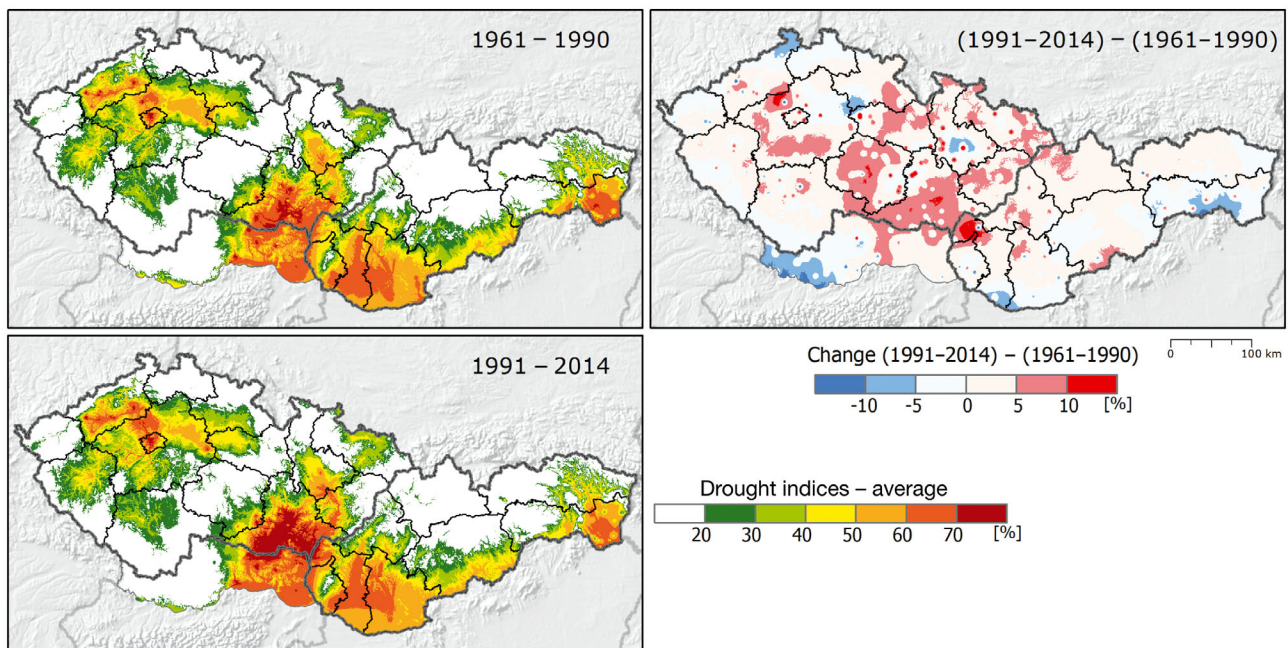 1961 – 1990
(1991–2014) – (1961–1990)
1991 – 2014
Change (1991–2014) – (1961–1990)
-10 -5 0 5 10 [%]
0 100 km
Drought indices – average
20 30 40 50 60 70 [%]